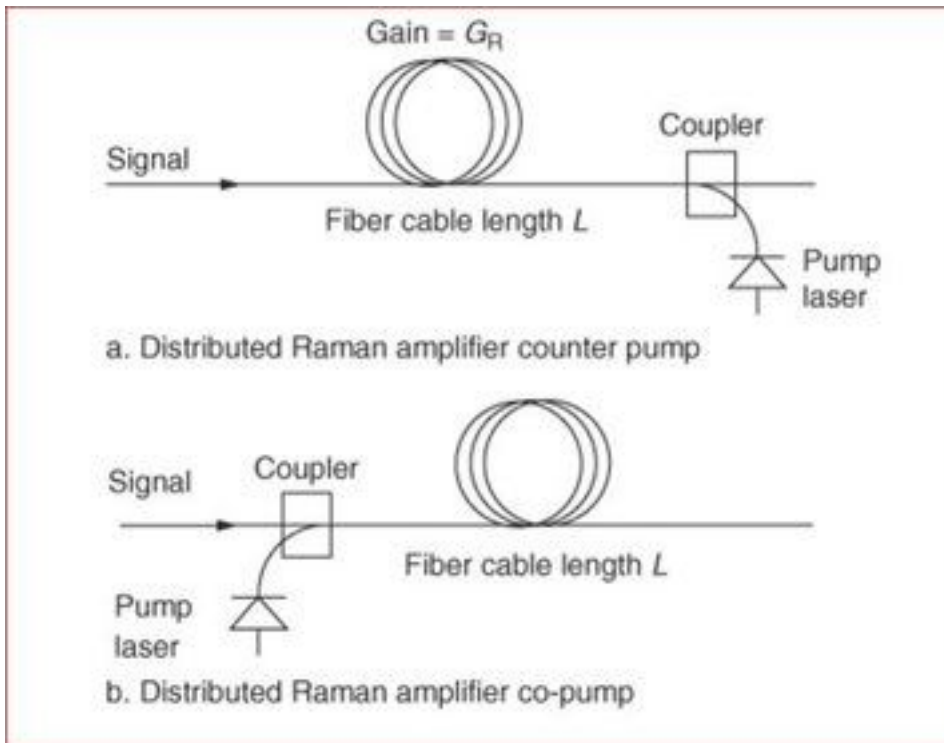 Gain = G_R
Coupler
Signal
Fiber cable length L
Pump
laser
a. Distributed Raman amplifier counter pump
Coupler
Signal
Fiber cable length L
Pump
laser
b. Distributed Raman amplifier co-pump